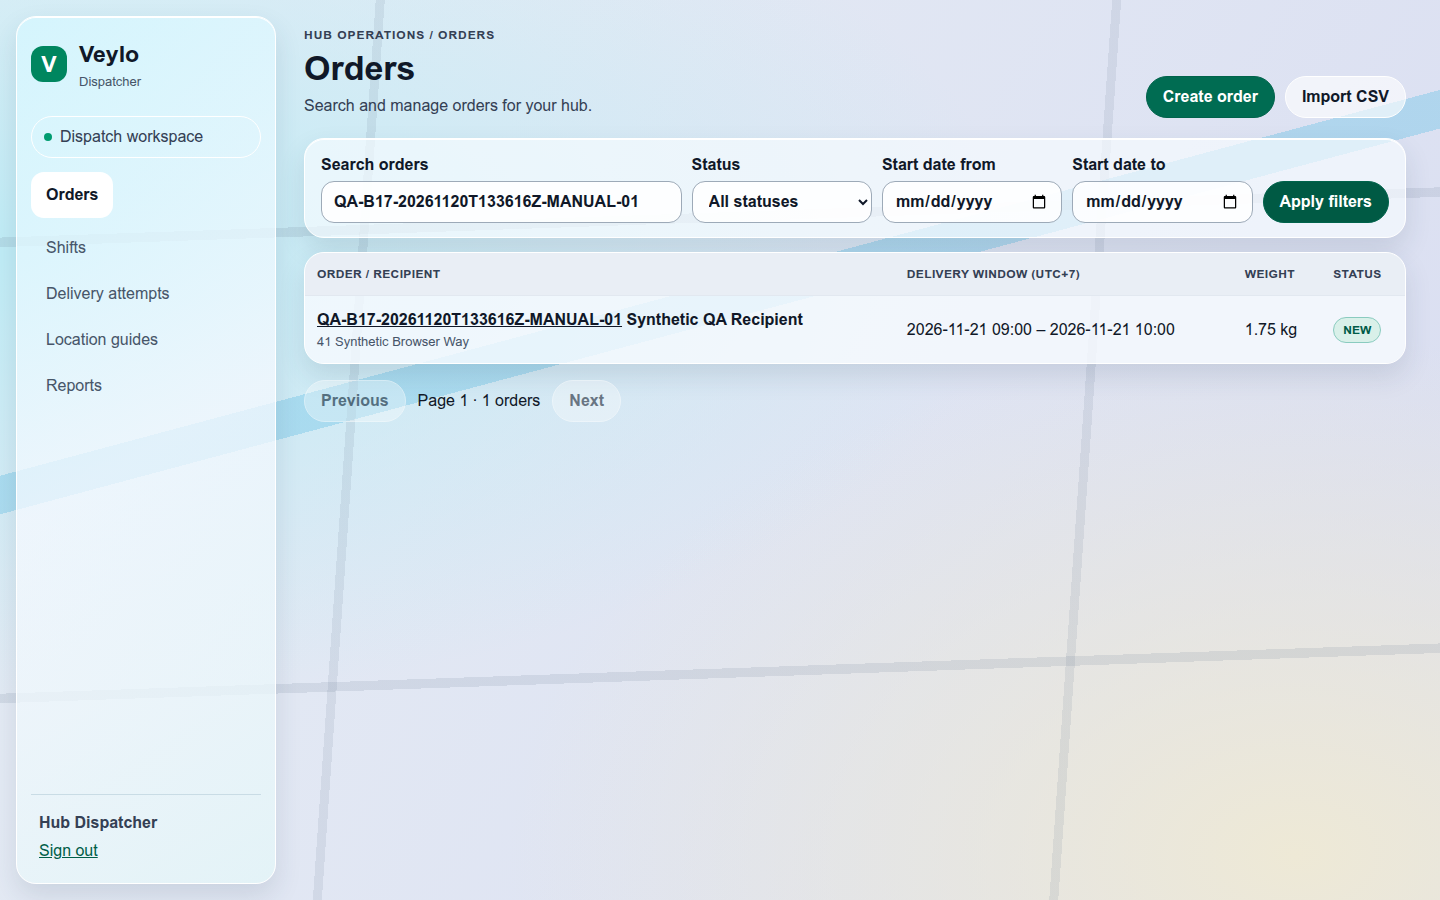 V
Veylo
Dispatcher
Dispatch workspace
Orders
Shifts
Delivery attempts
Location guides
Reports
Hub Dispatcher
Sign out
HUB OPERATIONS / ORDERS
Orders
Search and manage orders for your hub.
Create order
Import CSV
Search orders
Status
Start date from
Start date to
QA-B17-20261120T133616Z-MANUAL-01
All statuses
mm/dd/yyyy
mm/dd/yyyy
Apply filters
ORDER / RECIPIENT
DELIVERY WINDOW (UTC+7)
WEIGHT
STATUS
QA-B17-20261120T133616Z-MANUAL-01 Synthetic QA Recipient
41 Synthetic Browser Way
2026-11-21 09:00 – 2026-11-21 10:00
1.75 kg
NEW
Previous
Page 1 · 1 orders
Next